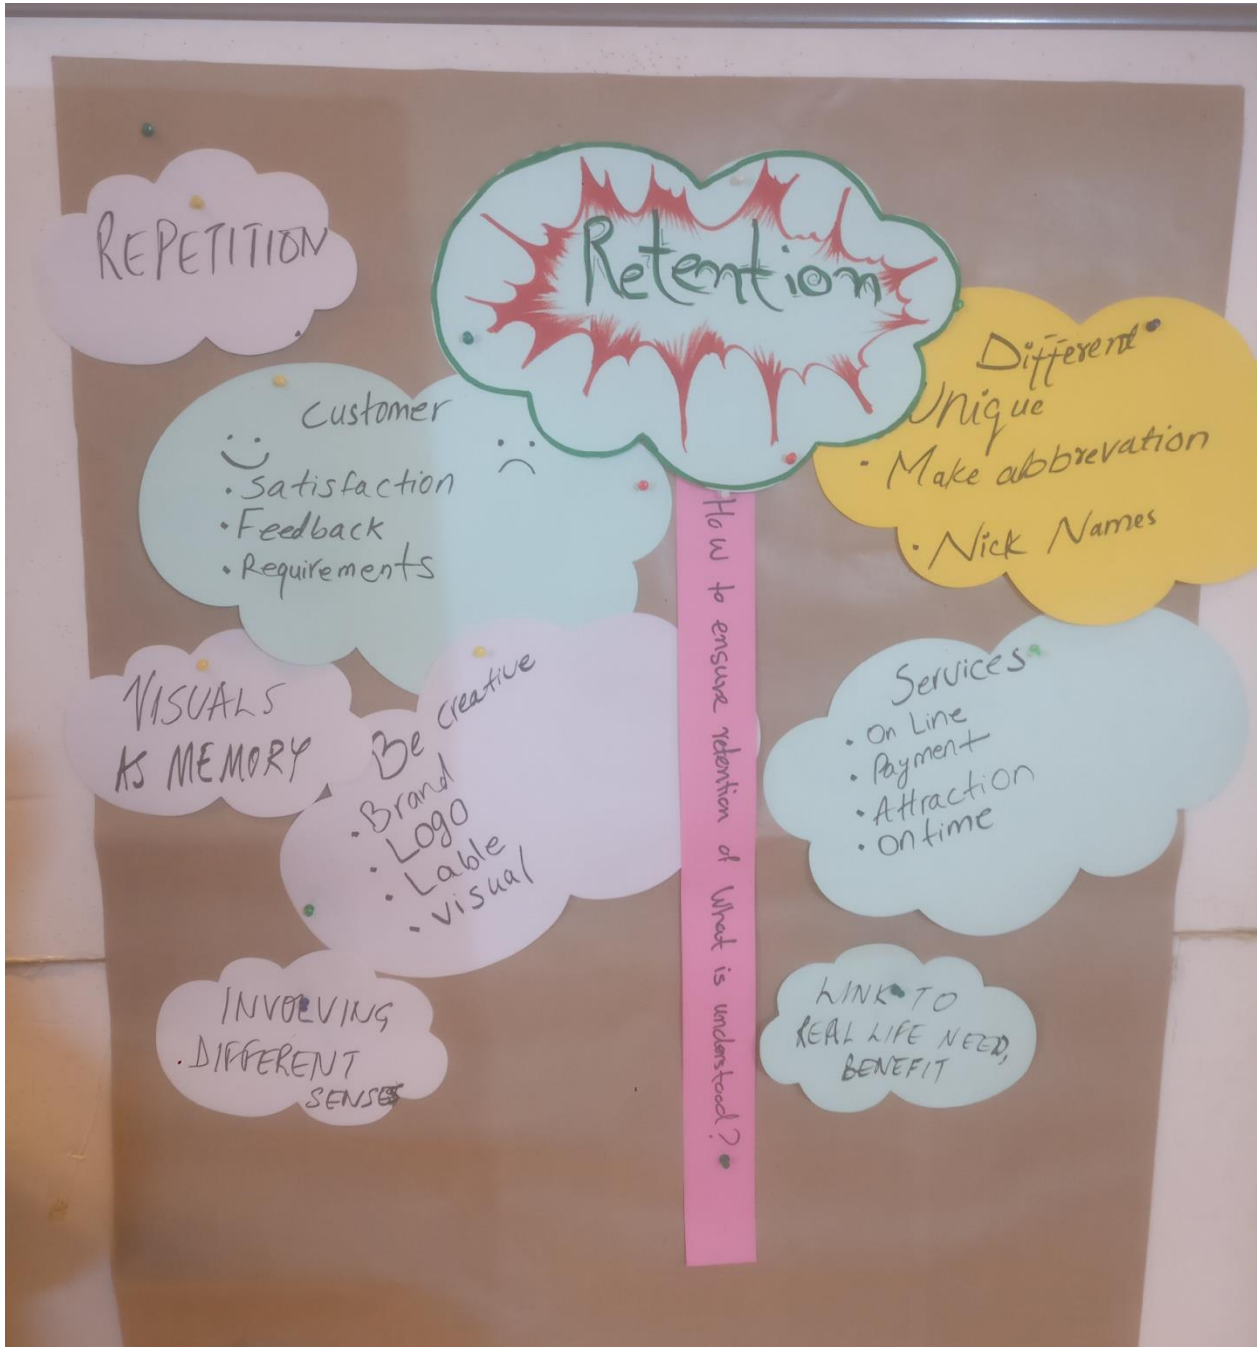 Retention
How to ensure retention of What is understood?
REPETITION
Customer
• Satisfaction
• Feedback
• Requirements
VISUALS
AS MEMORY
Be creative
• Brand
• Logo
• Lable
• Visual
INVOLVING
• DIFFERENT
SENSES
Different
Unique
• Make abbrevation
• Nick Names
Services
• On Line
• Payment
• Attraction
• On time
LINK TO
REAL LIFE NEED,
BENEFIT